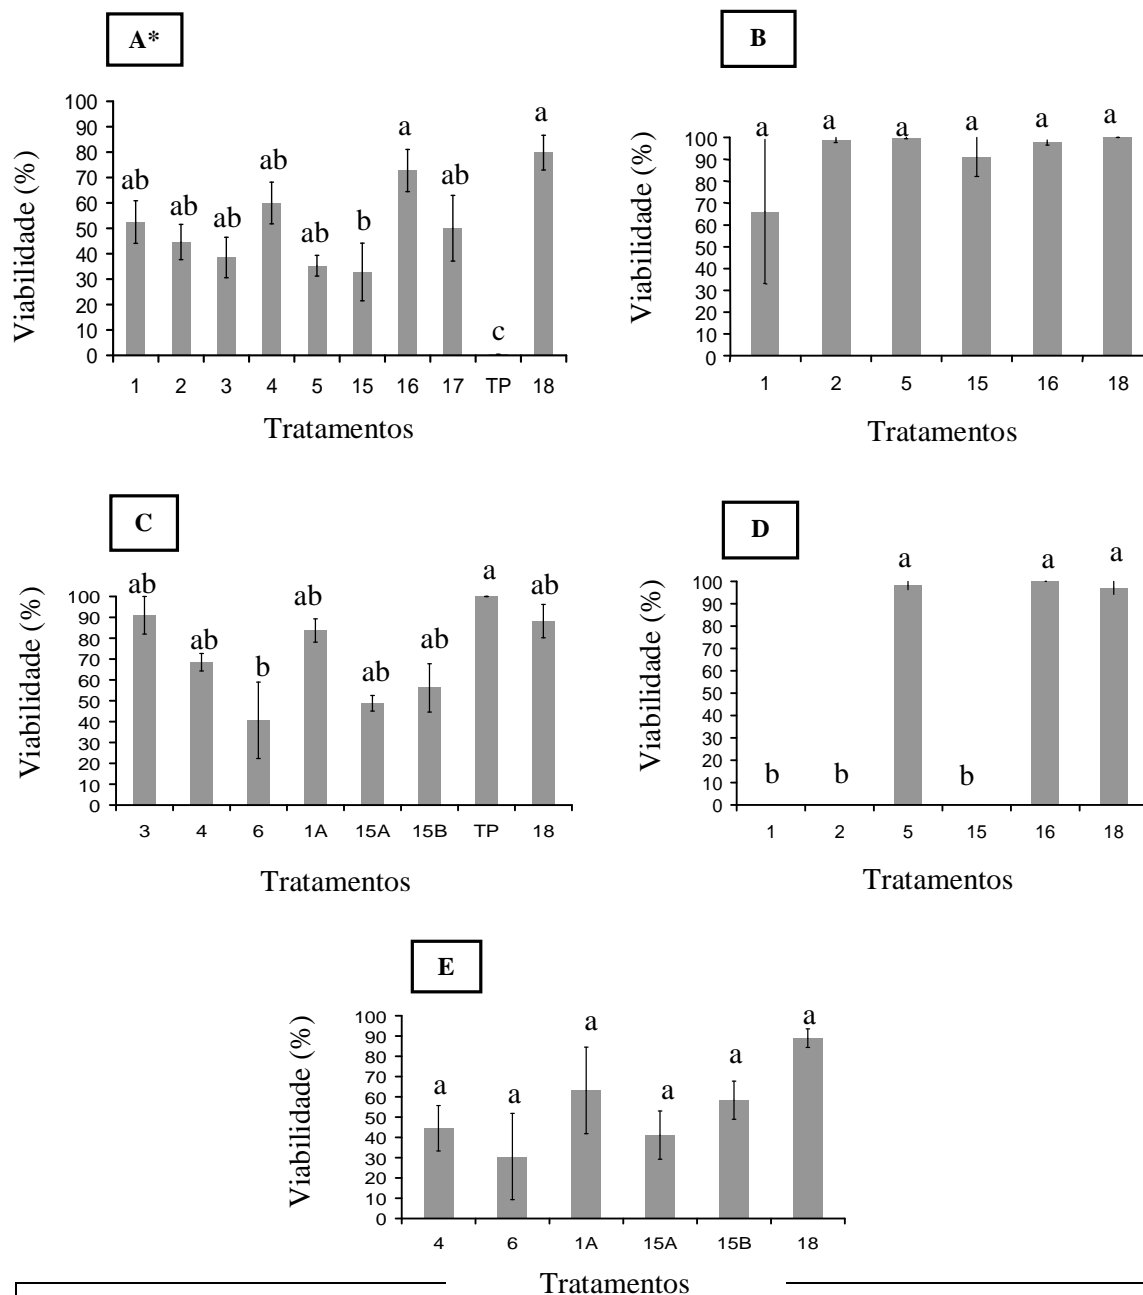 A*
Viabilidade (%)
100
90
80
70
60
50
40
30
20
10
0
ab ab ab ab ab b a ab c a
1 2 3 4 5 15 16 17 TP 18
Tratamentos
B
Viabilidade (%)
100
90
80
70
60
50
40
30
20
10
0
a a a a a a
1 2 5 15 16 18
Tratamentos
C
Viabilidade (%)
100
90
80
70
60
50
40
30
20
10
0
ab ab b ab ab ab a ab
3 4 6 1A 15A 15B TP 18
Tratamentos
D
Viabilidade (%)
100
90
80
70
60
50
40
30
20
10
0
b b a b a a
1 2 5 15 16 18
Tratamentos
E
Viabilidade (%)
100
90
80
70
60
50
40
30
20
10
0
a a a a a a
4 6 1A 15A 15B 18
Tratamentos